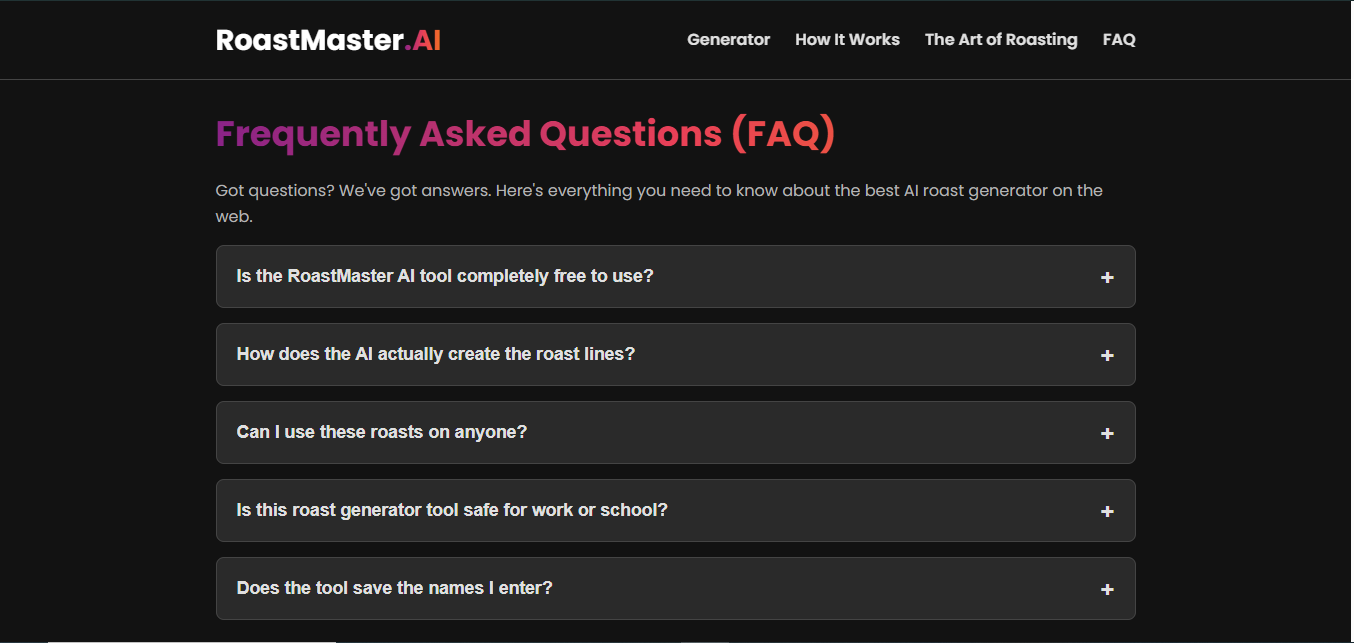 RoastMaster.AI
Generator How It Works The Art of Roasting FAQ
Frequently Asked Questions (FAQ)
Got questions? We've got answers. Here's everything you need to know about the best AI roast generator on the
web.
Is the RoastMaster AI tool completely free to use? +
How does the AI actually create the roast lines? +
Can I use these roasts on anyone? +
Is this roast generator tool safe for work or school? +
Does the tool save the names I enter? +